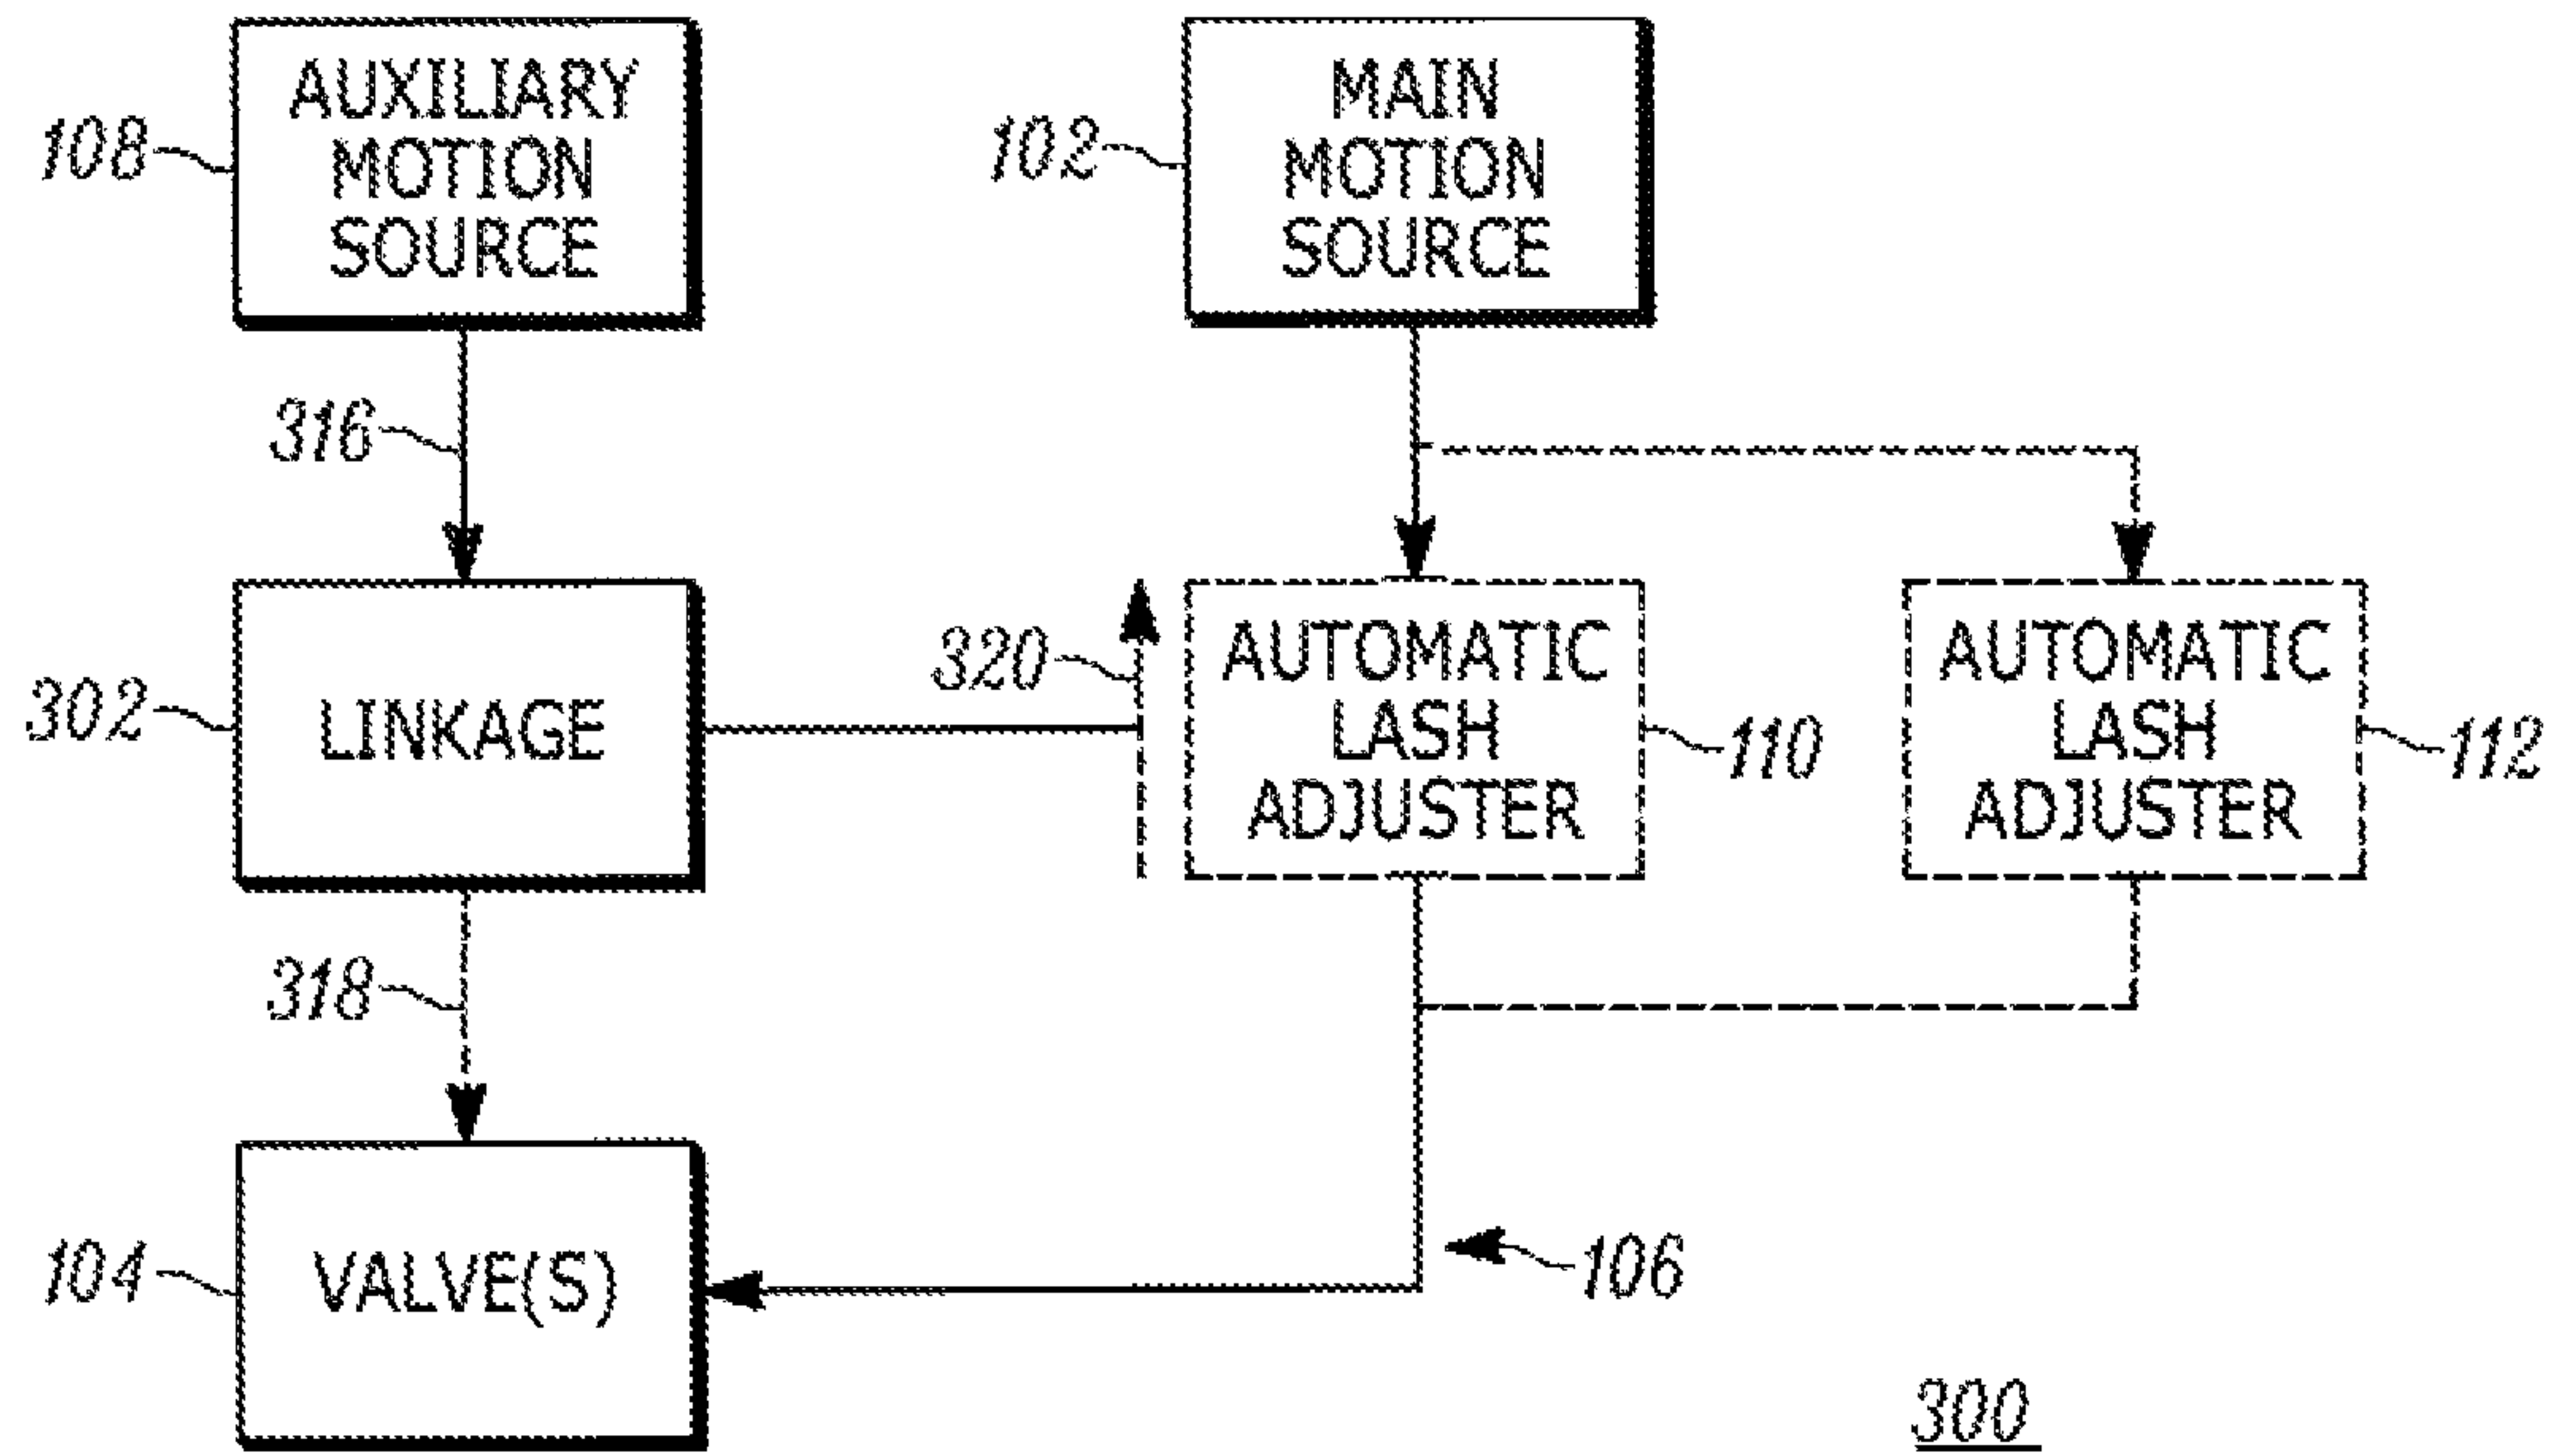 AUXILIARY
MOTION
SOURCE
108
MAIN
MOTION
SOURCE
102
316
LINKAGE
302
320
AUTOMATIC
LASH
ADJUSTER
110
AUTOMATIC
LASH
ADJUSTER
112
318
VALVE(S)
104
106
300